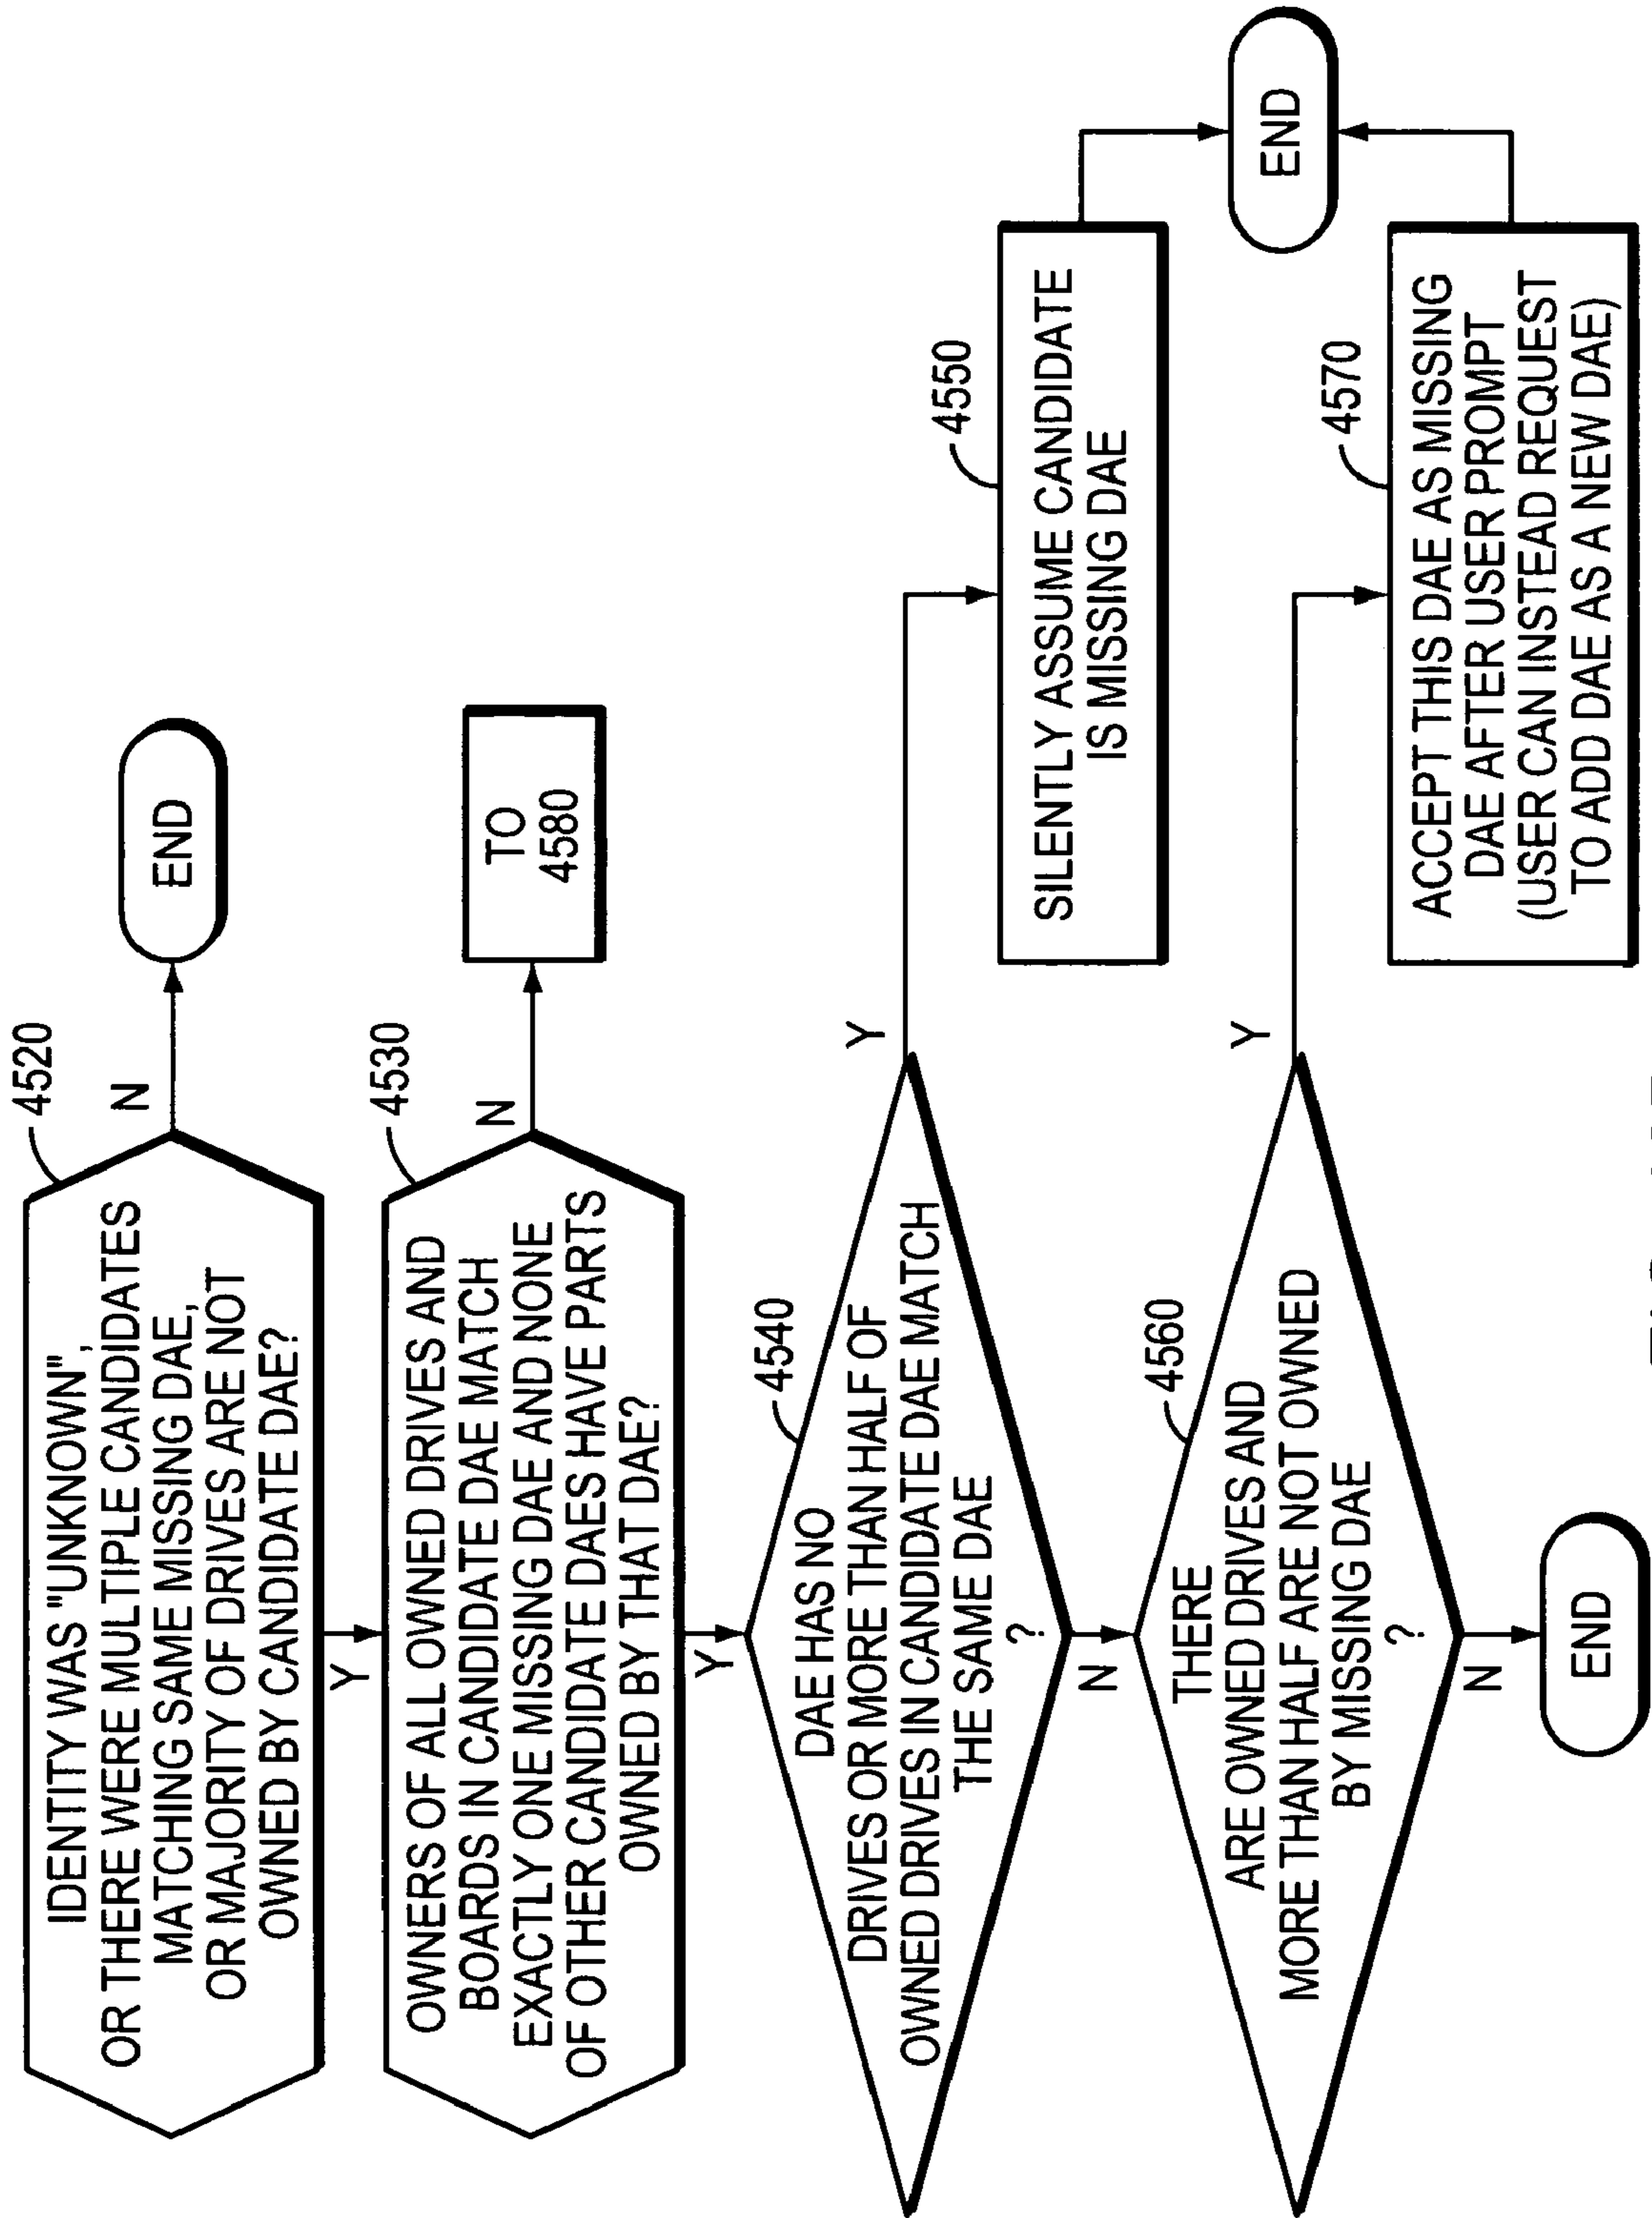 4520
IDENTITY WAS "UNKNOWN",
OR THERE WERE MULTIPLE CANDIDATES
MATCHING SAME MISSING DAE,
OR MAJORITY OF DRIVES ARE NOT
OWNED BY CANDIDATE DAE?
N
END
Y
4530
OWNERS OF ALL OWNED DRIVES AND
BOARDS IN CANDIDATE DAE MATCH
EXACTLY ONE MISSING DAE AND NONE
OF OTHER CANDIDATE DAES HAVE PARTS
OWNED BY THAT DAE?
N
TO
4580
Y
4540
DAE HAS NO
DRIVES OR MORE THAN HALF OF
OWNED DRIVES IN CANDIDATE DAE MATCH
THE SAME DAE
?
Y
4550
SILENTLY ASSUME CANDIDATE
IS MISSING DAE
END
N
4560
THERE
ARE OWNED DRIVES AND
MORE THAN HALF ARE NOT OWNED
BY MISSING DAE
?
Y
4570
ACCEPT THIS DAE AS MISSING
DAE AFTER USER PROMPT
(USER CAN INSTEAD REQUEST
TO ADD DAE AS A NEW DAE)
N
END